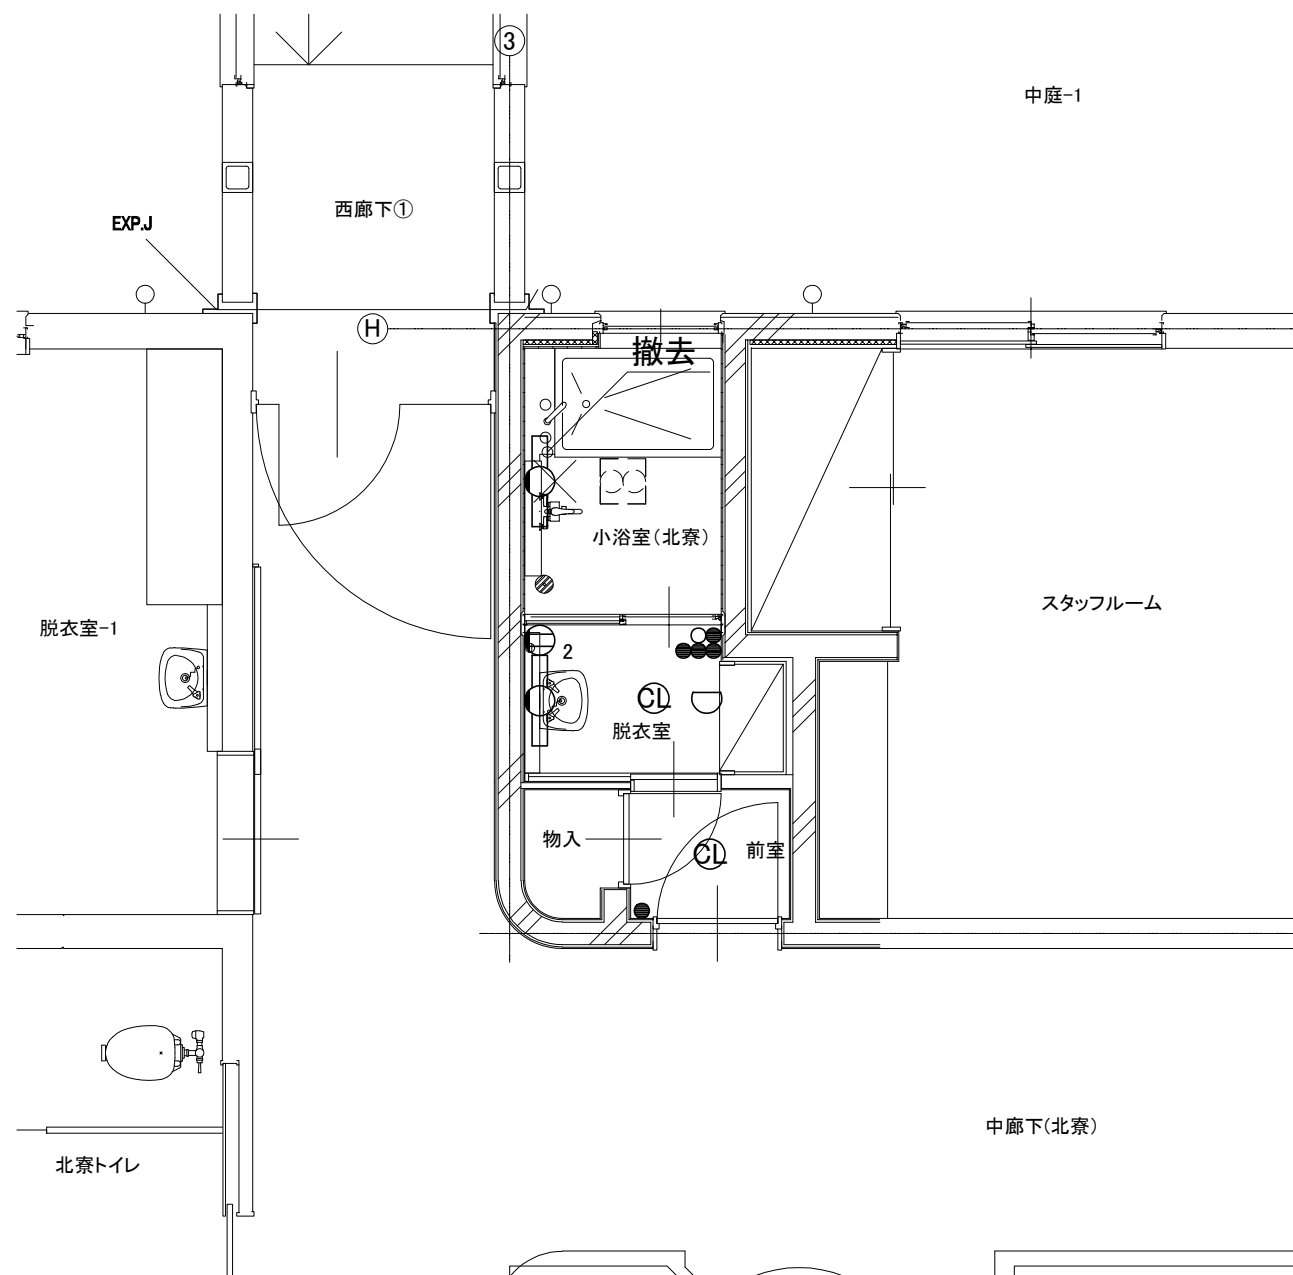 3
中庭-1
西廊下①
EXP.J
H
撤去
小浴室(北寮)
スタッフルーム
脱衣室-1
2
CL
脱衣室
物入
CL
前室
中廊下(北寮)
北寮トイレ